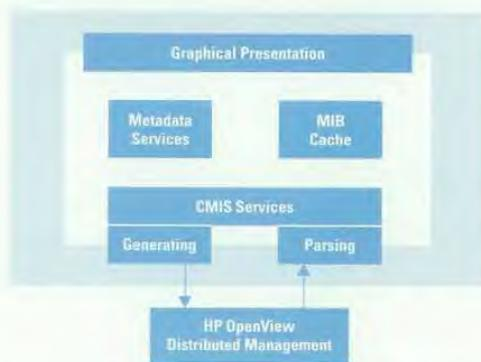 Graphical Presentation
Metadata
Services
MIB
Cache
CMIS Services
Generating
Parsing
HP OpenView
Distributed Management